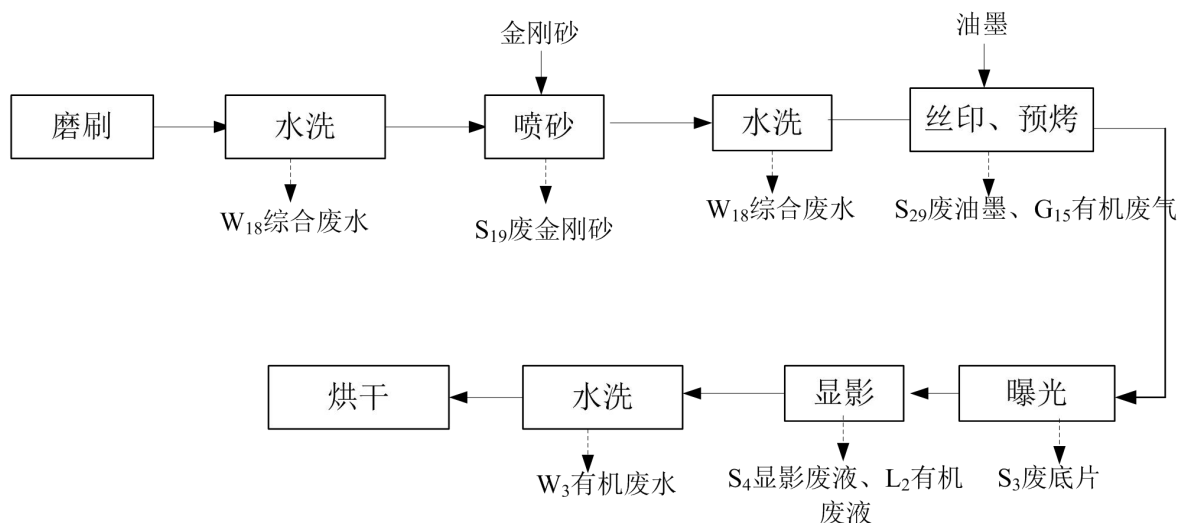 金刚砂
油墨
磨刷
水洗
喷砂
水洗
丝印、预烤
W18综合废水
S19废金刚砂
W18综合废水
S29废油墨、G15有机废气
烘干
水洗
显影
曝光
W3有机废水
S4显影废液、L2有机
废液
S3废底片